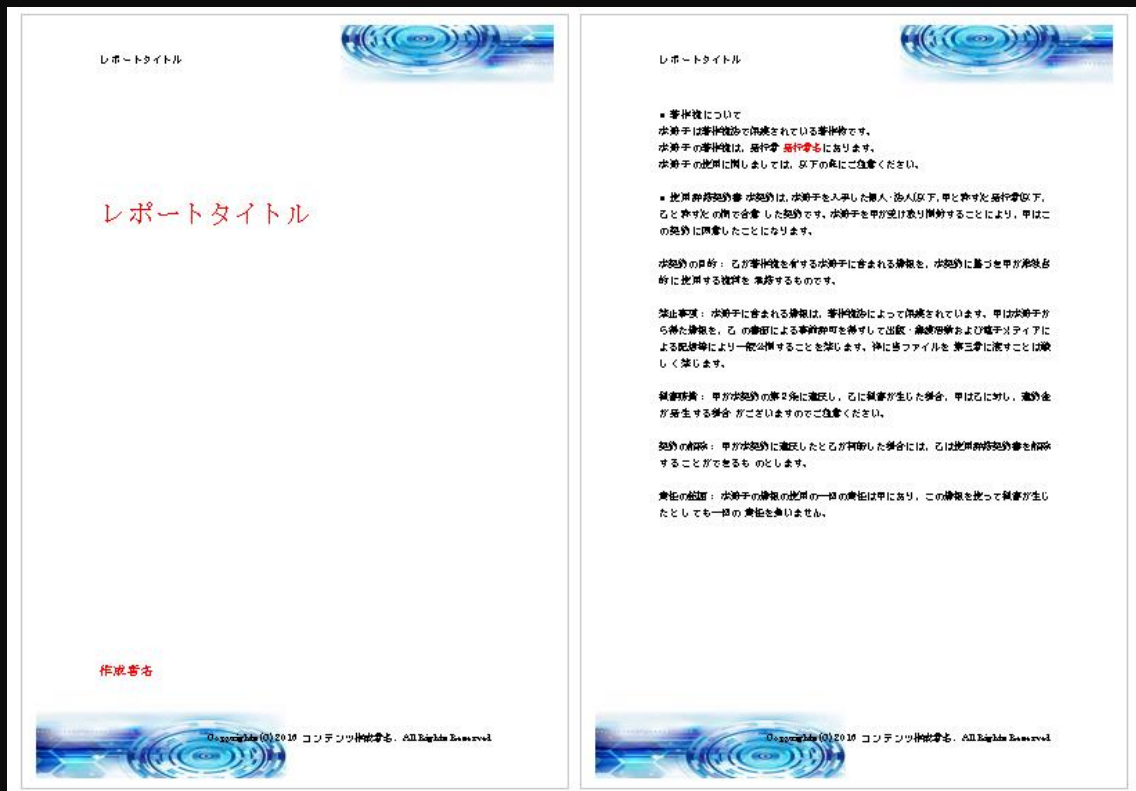 レポートタイトル
レポートタイトル
作成者名
Copyrights(C)2016 コンテンツ作成者名. All Rights Reserved
レポートタイトル
■ 著作権について
本冊子は著作権法で保護されている著作物です。
本冊子の著作権は、発行者 発行者名にあります。
本冊子の使用に関しましては、以下の点にご注意ください。
■ 使用許諾契約書 本契約は、本冊子を入手した個人・法人(以下、甲と称す)と発行者(以下、
乙と称す)との間で合意 した契約です。本冊子を甲が受け取り開封することにより、甲はこ
の契約に同意したことになります。
本契約の目的: 乙が著作権を有する本冊子に含まれる情報を、本契約に基づき甲が非独占
的に使用する権利を 承諾するものです。
禁止事項: 本冊子に含まれる情報は、著作権法によって保護されています。甲は本冊子か
ら得た情報を、乙 の書面による事前許可を得ずして出版・講演活動および電子メディアに
よる配信等により一般公開することを禁じます。特に当ファイルを 第三者に渡すことは厳
しく禁じます。
損害賠償: 甲が本契約の第2条に違反し、乙に損害が生じた場合、甲は乙に対し、違約金
が発生する場合 がございますのでご注意ください。
契約の解除: 甲が本契約に違反したと乙が判断した場合には、乙は使用許諾契約書を解除
することができるも のとします。
責任の範囲: 本冊子の情報の使用の一切の責任は甲にあり、この情報を使って損害が生じ
たとしても一切の 責任を負いません。
Copyrights(C)2016 コンテンツ作成者名. All Rights Reserved